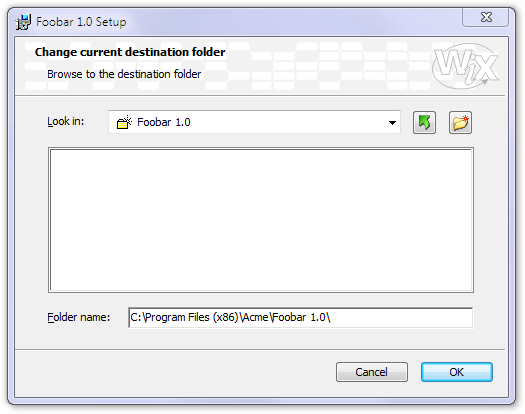 Foobar 1.0 Setup
Change current destination folder
Browse to the destination folder
WiX
Look in:
Foobar 1.0
Folder name:
C:\Program Files (x86)\Acme\Foobar 1.0\
Cancel
OK